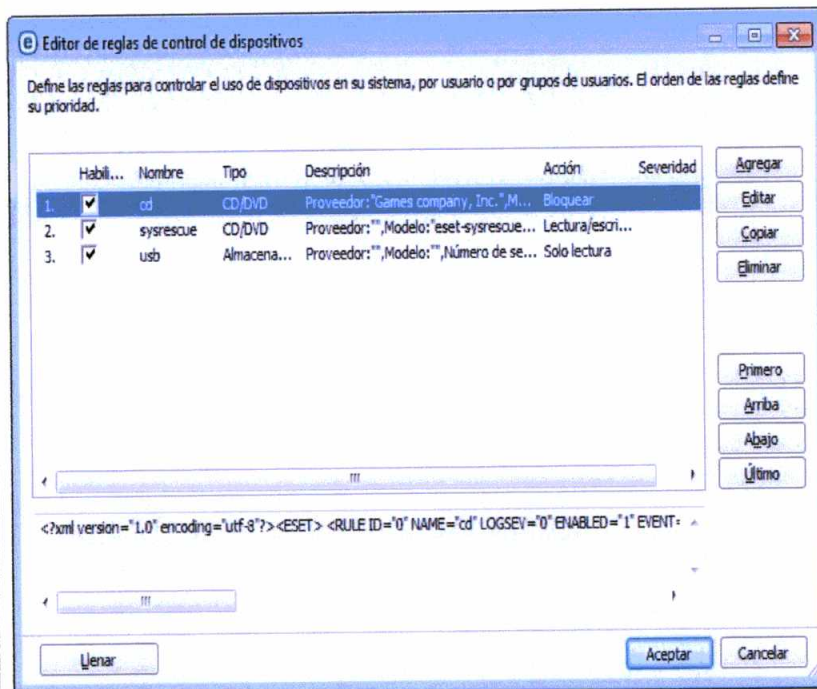 e Editor de reglas de control de dispositivos
Define las reglas para controlar el uso de dispositivos en su sistema, por usuario o por grupos de usuarios. El orden de las reglas define
su prioridad.
Habili... Nombre Tipo Descripción Acción Severidad
1. cd CD/DVD Proveedor:"Games company, Inc.",M... Bloquear
2. sysrescue CD/DVD Proveedor:"",Modelo:"eset-sysrescue... Lectura/escri...
3. usb Almacena... Proveedor:"",Modelo:"",Número de se... Solo lectura
Agregar
Editar
Copiar
Eliminar
Primero
Arriba
Abajo
Último
<?xml version="1.0" encoding="utf-8"?><ESET> <RULE ID="0" NAME="cd" LOGSEV="0" ENABLED="1" EVENT=
Llenar Aceptar Cancelar